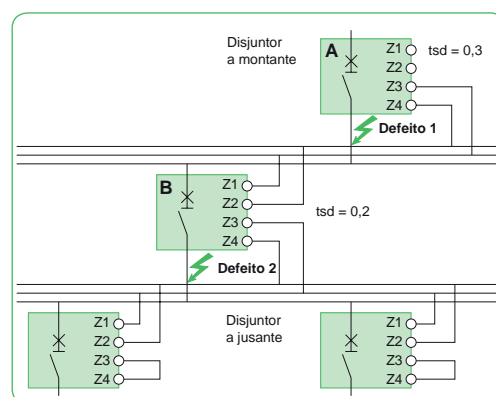 Disjuntor
a montante
A
Z1
Z2
Z3
Z4
tsd = 0,3
Defeito 1
B
Z1
Z2
Z3
Z4
tsd = 0,2
Defeito 2
Z1
Z2
Z3
Z4
Disjuntor
a jusante
Z1
Z2
Z3
Z4